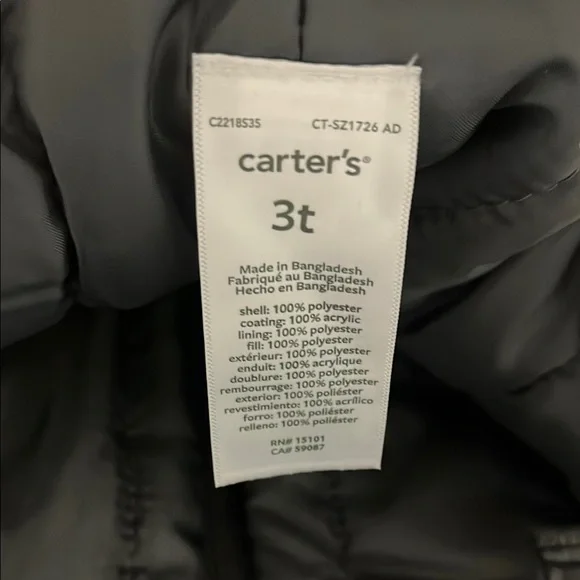 C2218S35 CT-SZ1726 AD
carter's®
3t
Made in Bangladesh
Fabriqué au Bangladesh
Hecho en Bangladesh
shell: 100% polyester
coating: 100% acrylic
lining: 100% polyester
fill: 100% polyester
extérieur: 100% polyester
enduit: 100% acrylique
doublure: 100% polyester
rembourrage: 100% polyester
exterior: 100% poliéster
revestimiento: 100% acrílico
forro: 100% poliéster
relleno: 100% poliéster
RN# 15101
CA# 59087